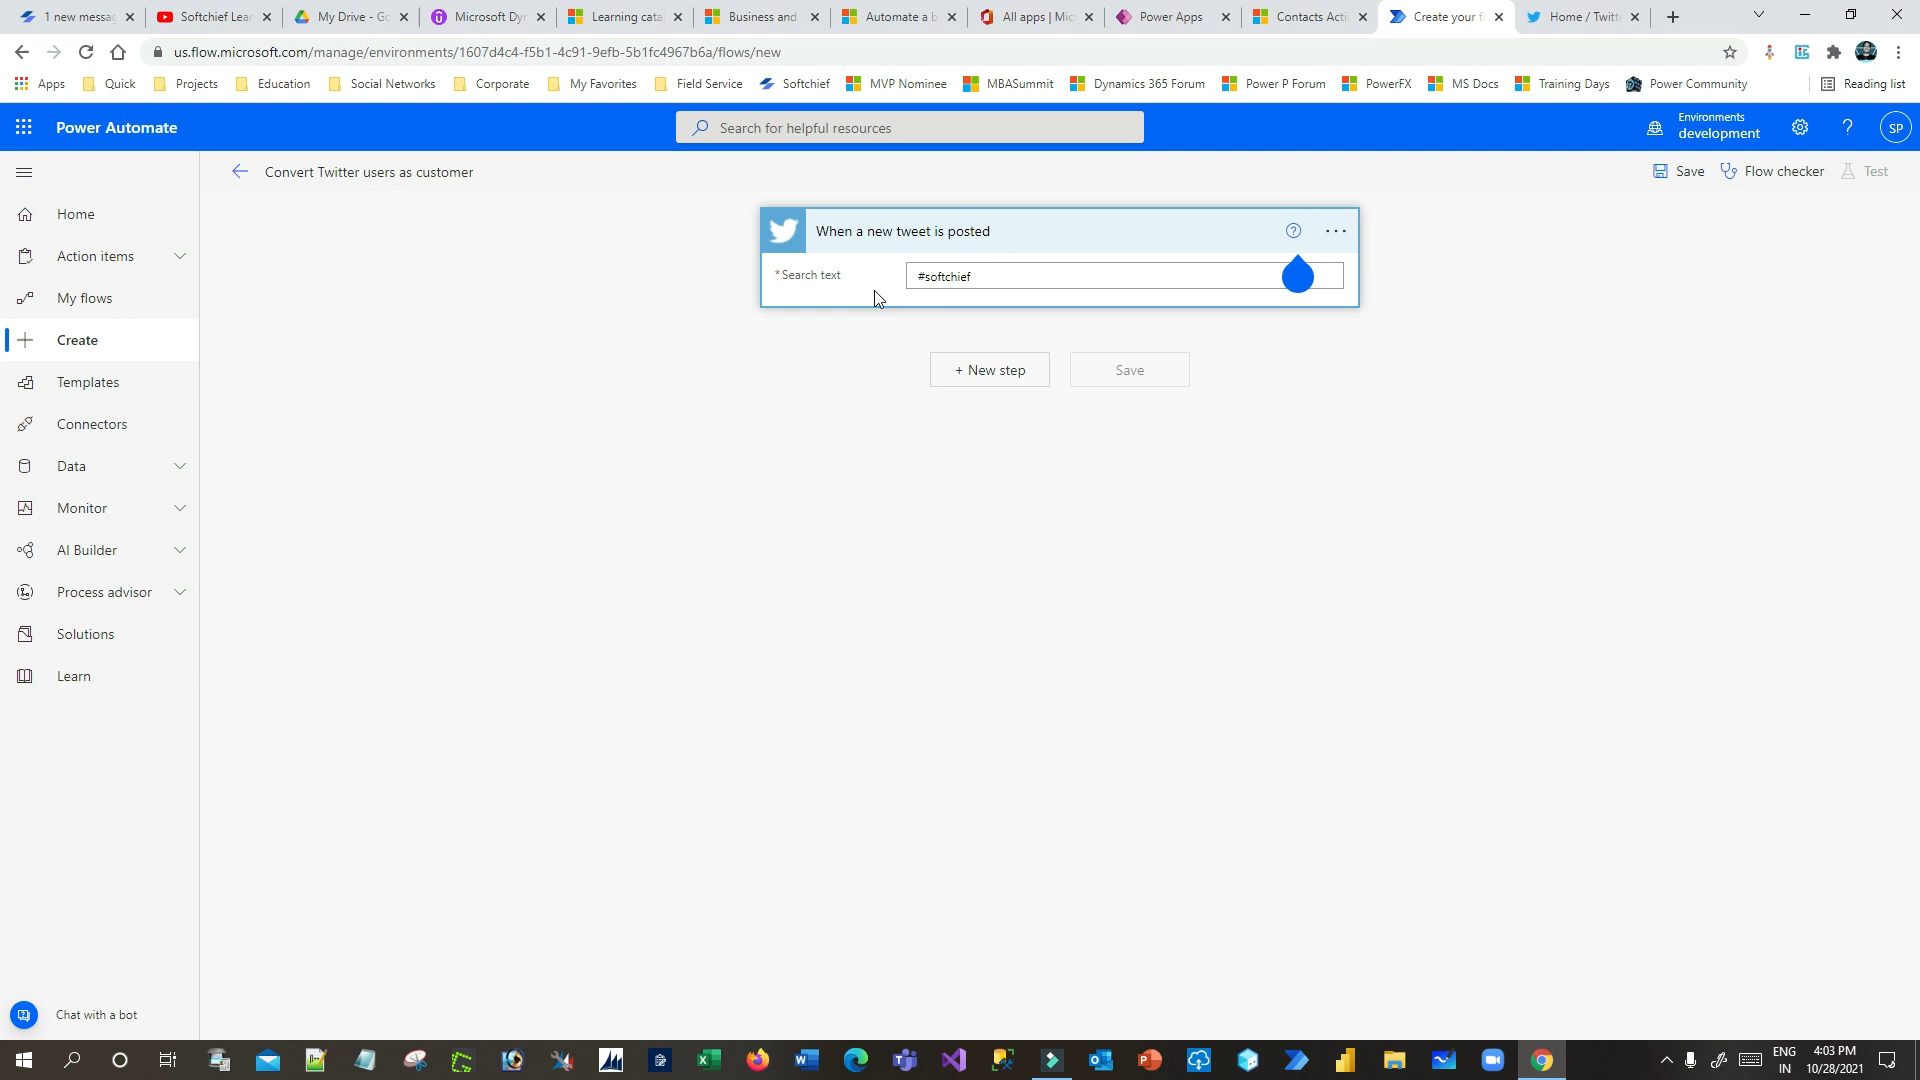 1 new messag
Softchief Lear
My Drive - Go
Microsoft Dyn
Learning cata
Business and
Automate a b
All apps | Mic
Power Apps
Contacts Acti
Create your f
Home / Twitt
us.flow.microsoft.com/manage/environments/1607d4c4-f5b1-4c91-9efb-5b1fc4967b6a/flows/new
Apps
Quick
Projects
Education
Social Networks
Corporate
My Favorites
Field Service
Softchief
MVP Nominee
MBASummit
Dynamics 365 Forum
Power P Forum
PowerFX
MS Docs
Training Days
Power Community
Reading list
Power Automate
Search for helpful resources
Environments
development
SP
Convert Twitter users as customer
Save
Flow checker
Test
Home
Action items
My flows
Create
Templates
Connectors
Data
Monitor
AI Builder
Process advisor
Solutions
Learn
When a new tweet is posted
* Search text
#softchief
+ New step
Save
Chat with a bot
ENG
IN
4:03 PM
10/28/2021